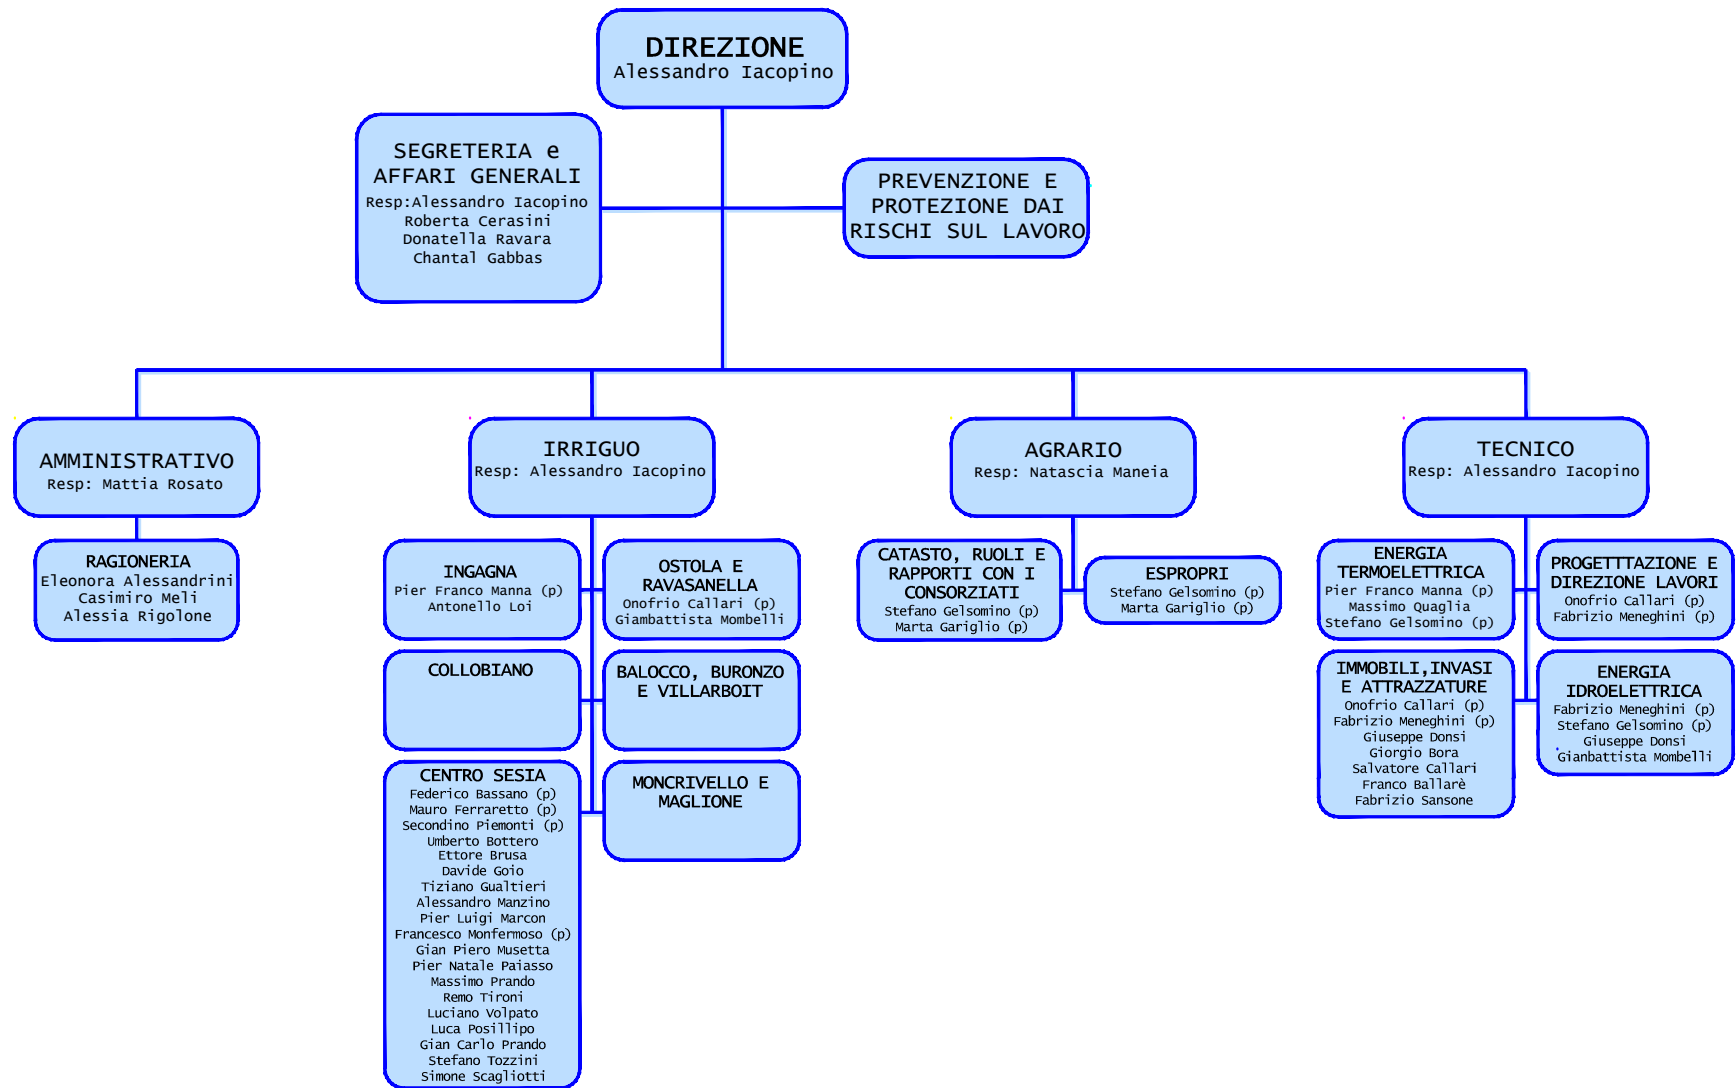 DIREZIONE
Alessandro Iacopino
SEGRETERIA e
AFFARI GENERALI
Resp:Alessandro Iacopino
Roberta Cerasini
Donatella Ravara
Chantal Gabbas
PREVENZIONE E
PROTEZIONE DAI
RISCHI SUL LAVORO
AMMINISTRATIVO
Resp: Mattia Rosato
IRRIGUO
Resp: Alessandro Iacopino
AGRARIO
Resp: Natascia Maneia
TECNICO
Resp: Alessandro Iacopino
RAGIONERIA
Eleonora Alessandrini
Casimiro Meli
Alessia Rigolone
INGAGNA
Pier Franco Manna (p)
Antonello Loi
OSTOLA E
RAVASANELLA
Onofrio Callari (p)
Giambattista Mombelli
COLLOBIANO
BALOCCO, BURONZO
E VILLARBOIT
CENTRO SESIA
Federico Bassano (p)
Mauro Ferraretto (p)
Secondino Piemonti (p)
Umberto Bottero
Ettore Brusa
Davide Goio
Tiziano Gualtieri
Alessandro Manzino
Pier Luigi Marcon
Francesco Monfermoso (p)
Gian Piero Musetta
Pier Natale Paiasso
Massimo Prando
Remo Tironi
Luciano Volpato
Luca Posillipo
Gian Carlo Prando
Stefano Tozzini
Simone Scagliotti
MONCRIVELLO E
MAGLIONE
CATASTO, RUOLI E
RAPPORTI CON I
CONSORZIATI
Stefano Gelsomino (p)
Marta Gariglio (p)
ESPROPRI
Stefano Gelsomino (p)
Marta Gariglio (p)
ENERGIA
TERMOELETTRICA
Pier Franco Manna (p)
Massimo Quaglia
Stefano Gelsomino (p)
PROGETTTAZIONE E
DIREZIONE LAVORI
Onofrio Callari (p)
Fabrizio Meneghini (p)
IMMOBILI,INVASI
E ATTRAZZATURE
Onofrio Callari (p)
Fabrizio Meneghini (p)
Giuseppe Donsi
Giorgio Bora
Salvatore Callari
Franco Ballarè
Fabrizio Sansone
ENERGIA
IDROELETTRICA
Fabrizio Meneghini (p)
Stefano Gelsomino (p)
Giuseppe Donsi
Gianbattista Mombelli